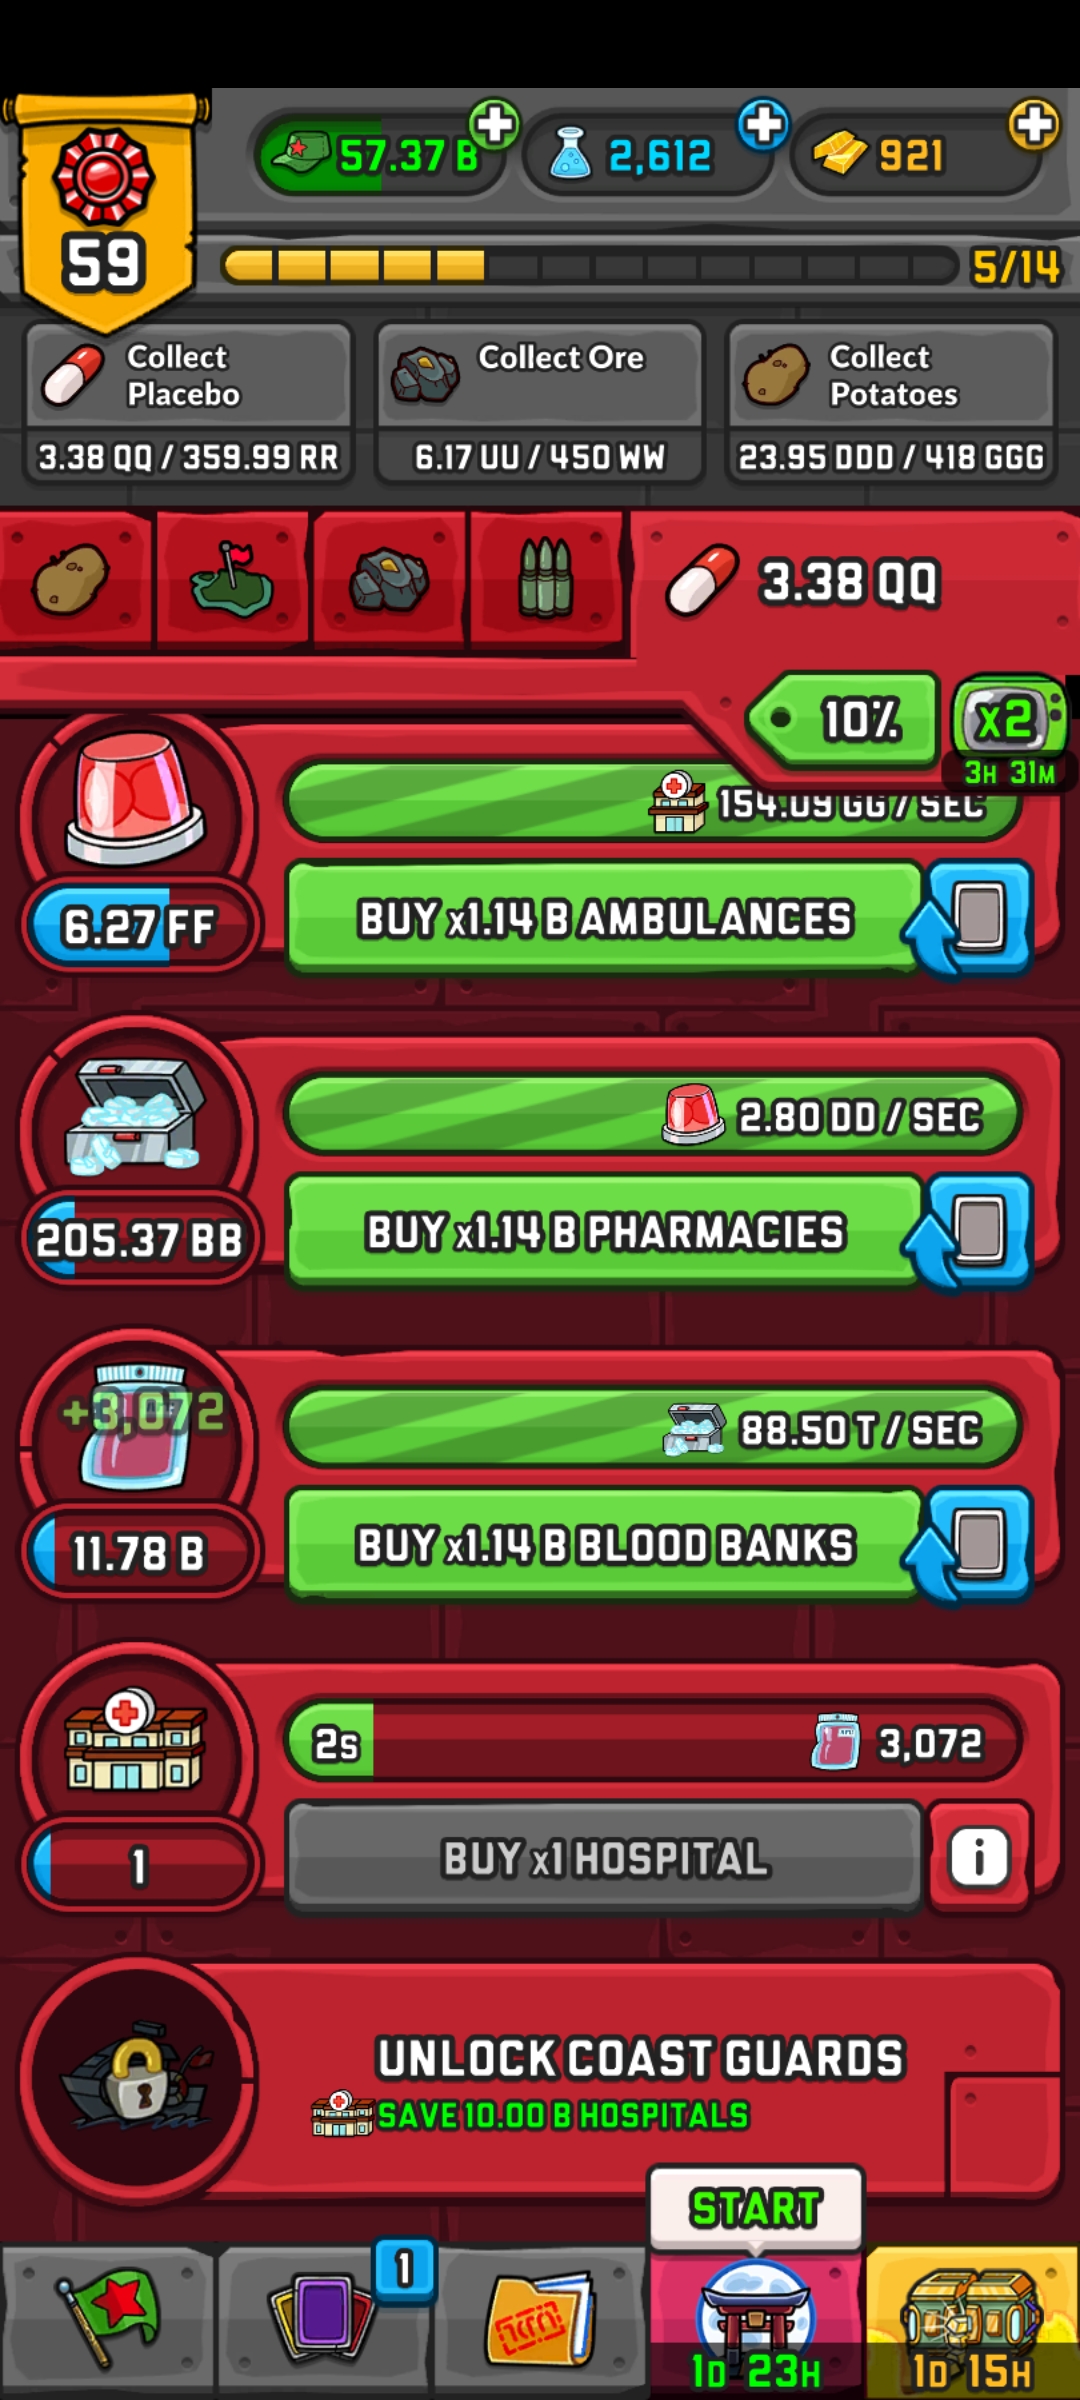 57.37 B
2,612
921
59
5/14
Collect
Placebo
Collect Ore
Collect
Potatoes
3.38 QQ / 359.99 RR
6.17 UU / 450 WW
23.95 DDD / 418 GGG
3.38 QQ
10%
x2
3H 31M
154.09 GG / SEC
6.27 FF
BUY x1.14 B AMBULANCES
2.80 DD / SEC
205.37 BB
BUY x1.14 B PHARMACIES
+3,072
88.50 T / SEC
11.78 B
BUY x1.14 B BLOOD BANKS
2s
3,072
1
BUY x1 HOSPITAL
i
UNLOCK COAST GUARDS
SAVE 10.00 B HOSPITALS
START
1
1D 23H
1D 15H